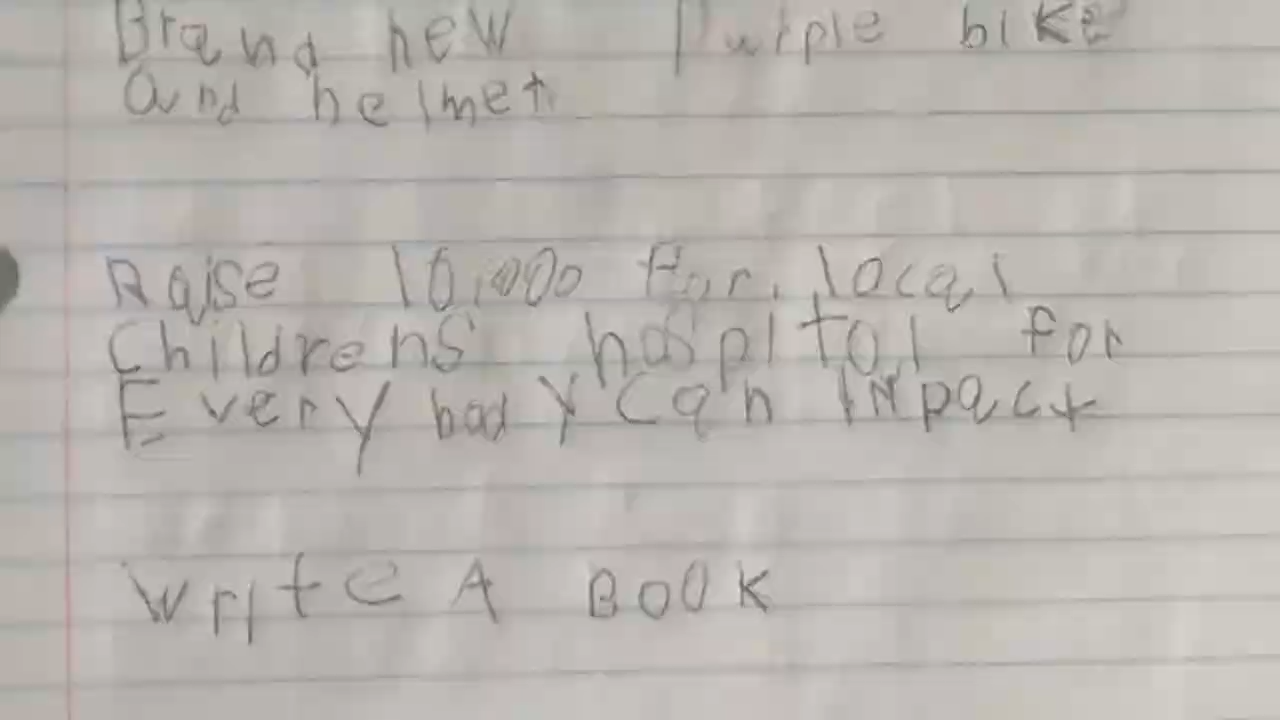 Brand new Purple bike
and helmet
Raise 10,000 for local
Childrens hospital for
Every body Can Inpact
Write A BOOK